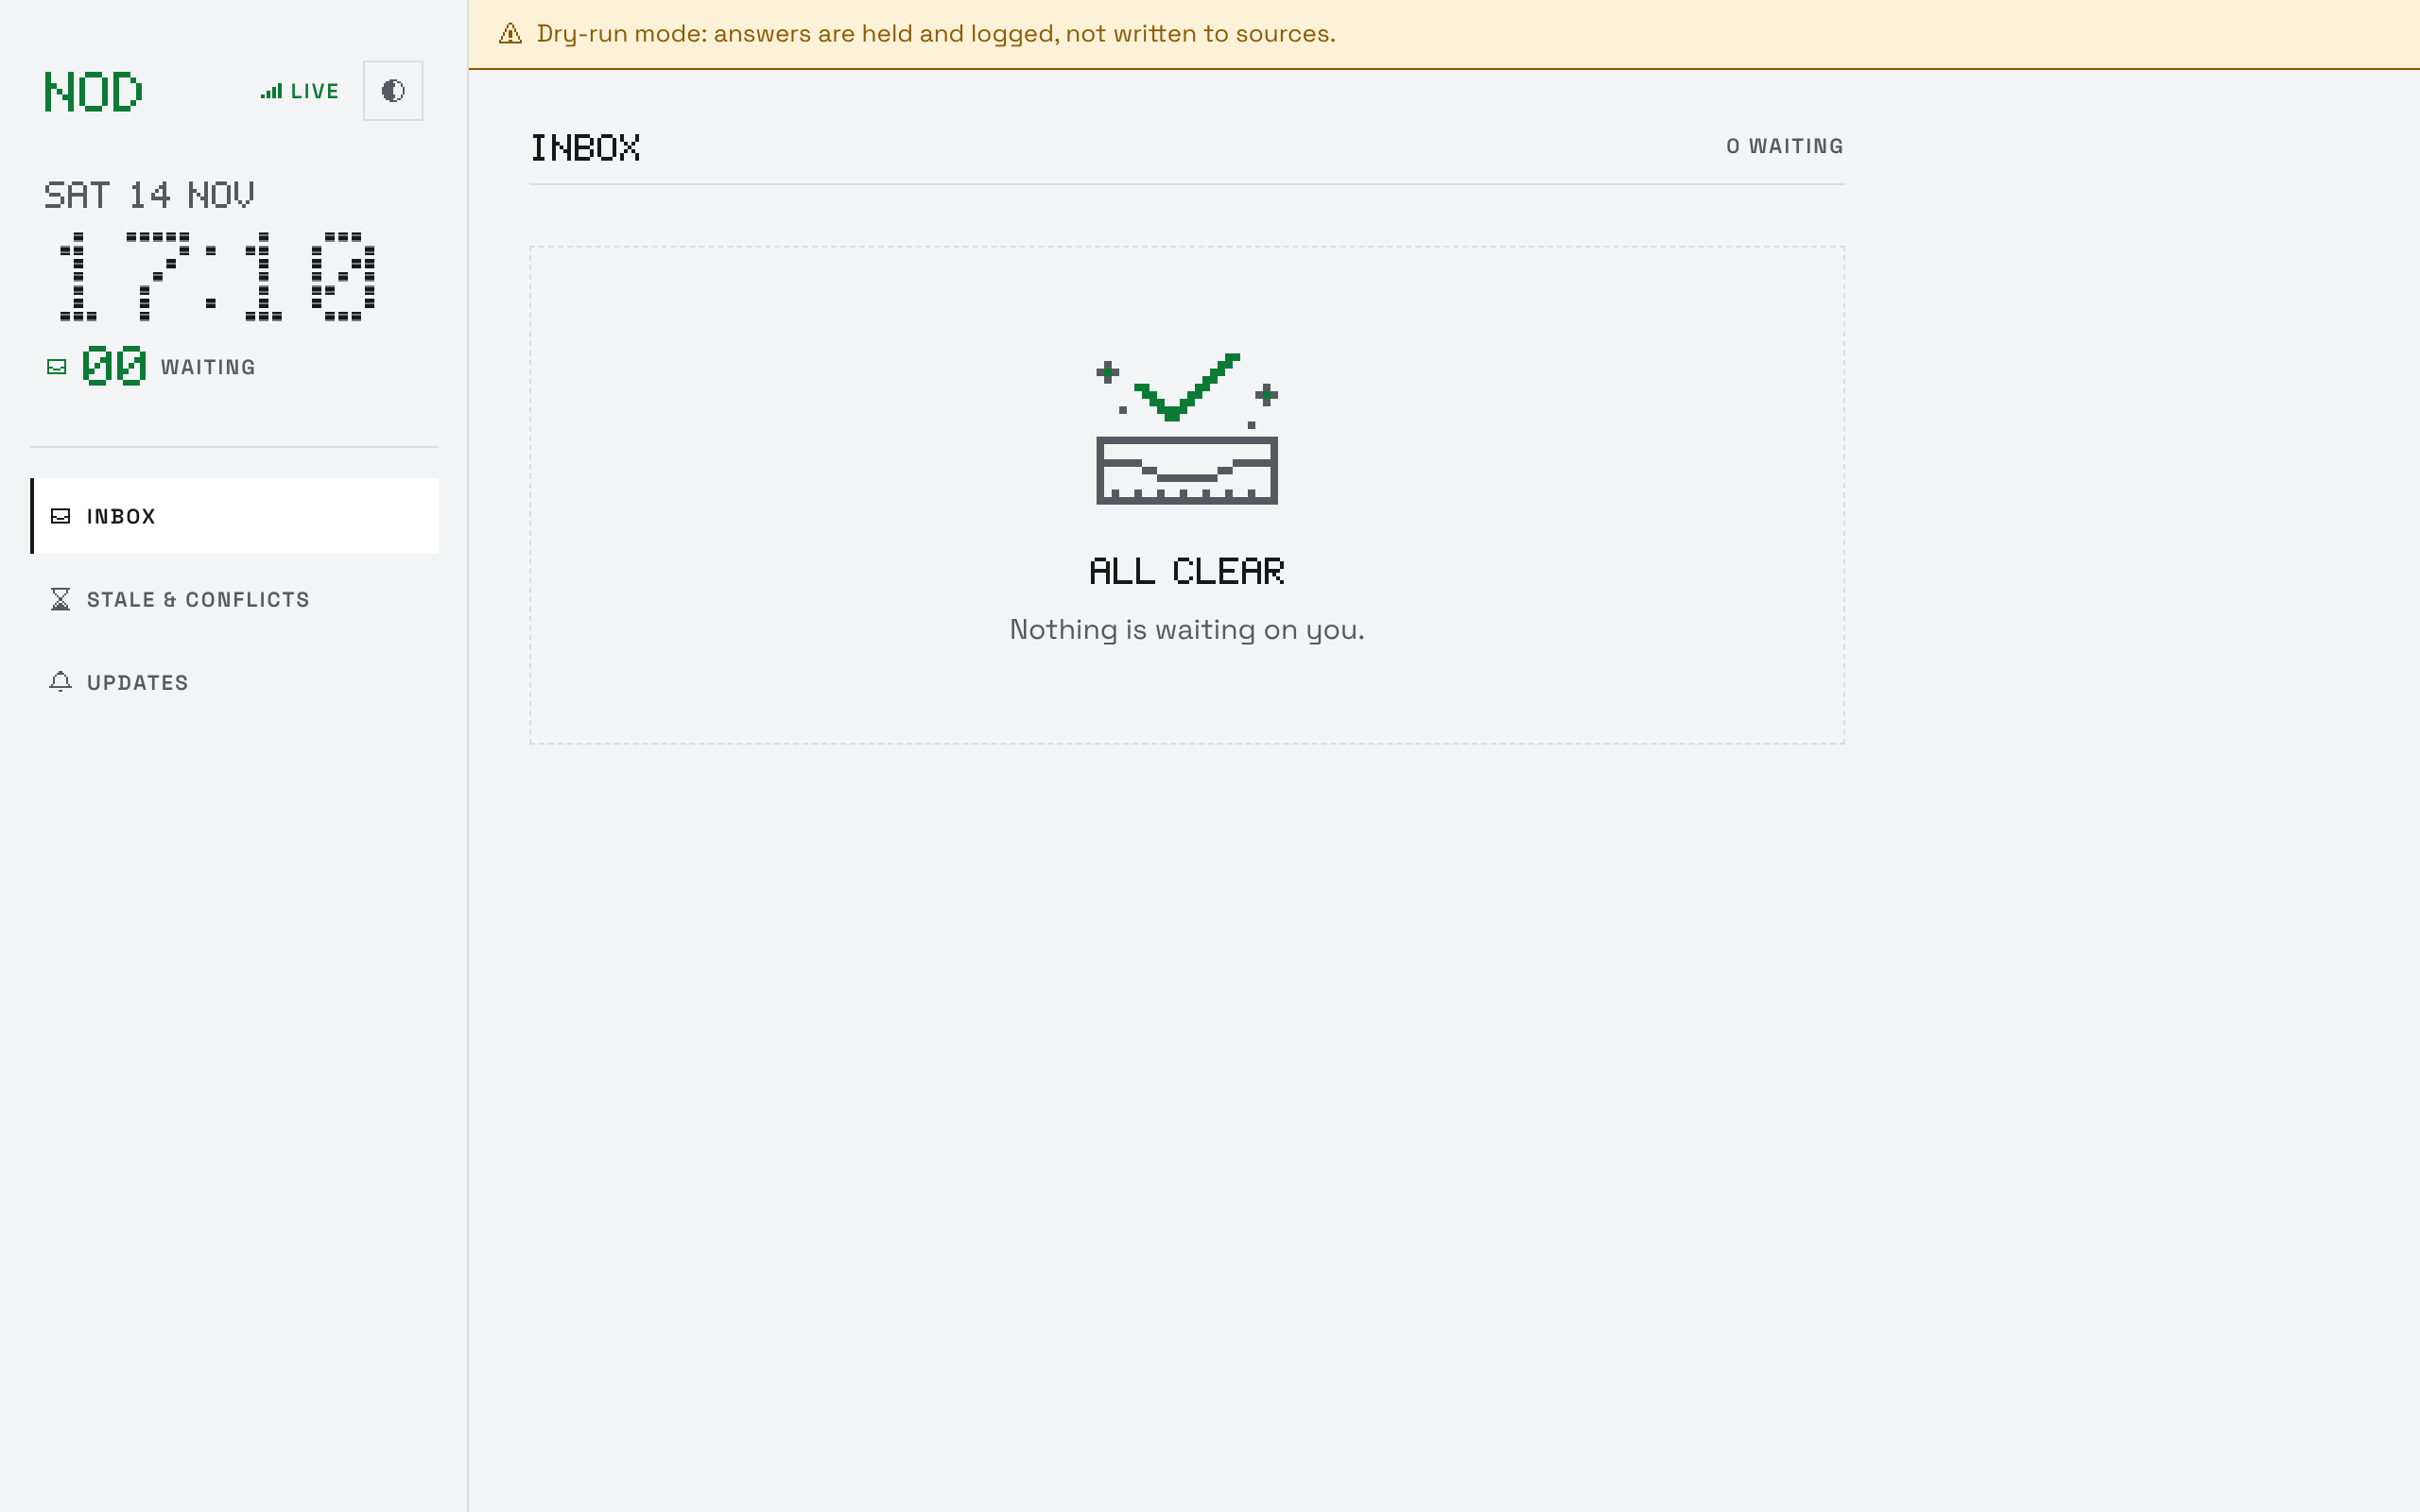 Dry-run mode: answers are held and logged, not written to sources.
NOD
LIVE
SAT 14 NOV
17:10
00 WAITING
INBOX
STALE & CONFLICTS
UPDATES
INBOX
0 WAITING
ALL CLEAR
Nothing is waiting on you.